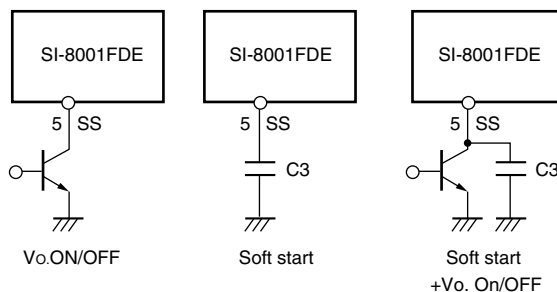 SI-8001FDE
5 SS
Vo.ON/OFF
SI-8001FDE
5 SS
C3
Soft start
SI-8001FDE
5 SS
C3
Soft start
+Vo. On/OFF